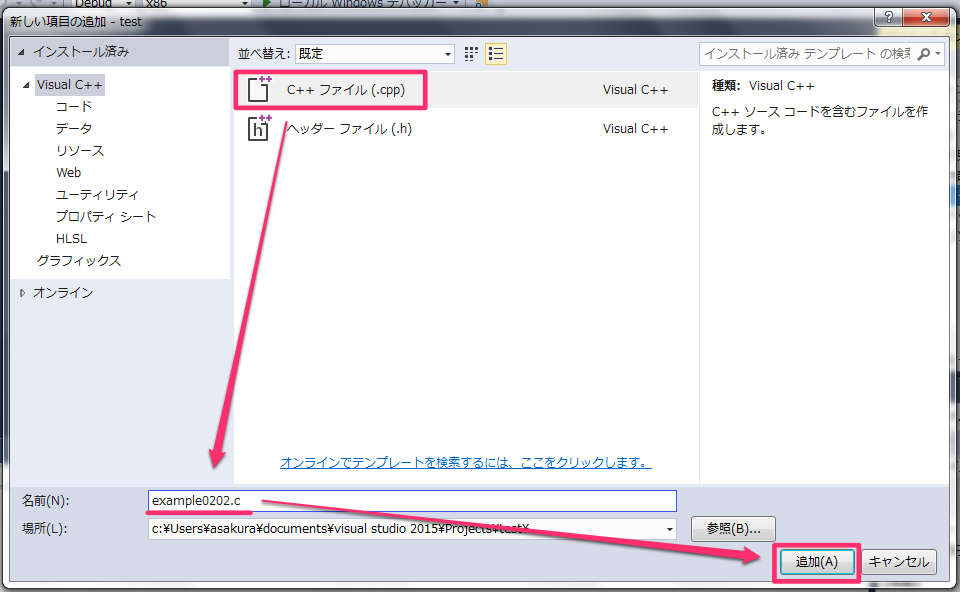 Debug x86 ローカル Windows デバッガー
新しい項目の追加 - test
インストール済み
並べ替え: 既定
インストール済み テンプレート の検索
Visual C++
コード
データ
リソース
Web
ユーティリティ
プロパティ シート
HLSL
グラフィックス
オンライン
C++ ファイル (.cpp) Visual C++
ヘッダー ファイル (.h) Visual C++
種類: Visual C++
C++ ソース コードを含むファイルを作
成します。
オンラインでテンプレートを検索するには、ここをクリックします。
名前(N): example0202.c
場所(L): c:¥Users¥asakura¥documents¥visual studio 2015¥Projects¥test¥
参照(B)...
追加(A) キャンセル